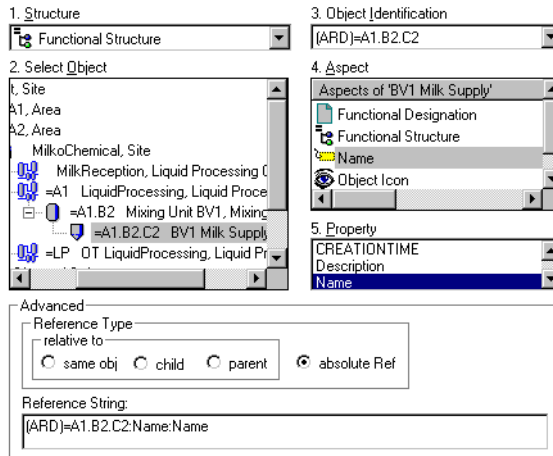 1. Structure
Functional Structure
2. Select Object
t, Site
A1, Area
A2, Area
MilkoChemical, Site
MilkReception, Liquid Processing
=A1 LiquidProcessing, Liquid Proce
=A1.B2 Mixing Unit BV1, Mixing
=A1.B2.C2 BV1 Milk Supply
=LP OT LiquidProcessing, Liquid Pr
3. Object Identification
(ARD)=A1.B2.C2
4. Aspect
Aspects of 'BV1 Milk Supply'
Functional Designation
Functional Structure
Name
Object Icon
5. Property
CREATIONTIME
Description
Name
Advanced
Reference Type
relative to
same obj
child
parent
absolute Ref
Reference String:
(ARD)=A1.B2.C2:Name:Name